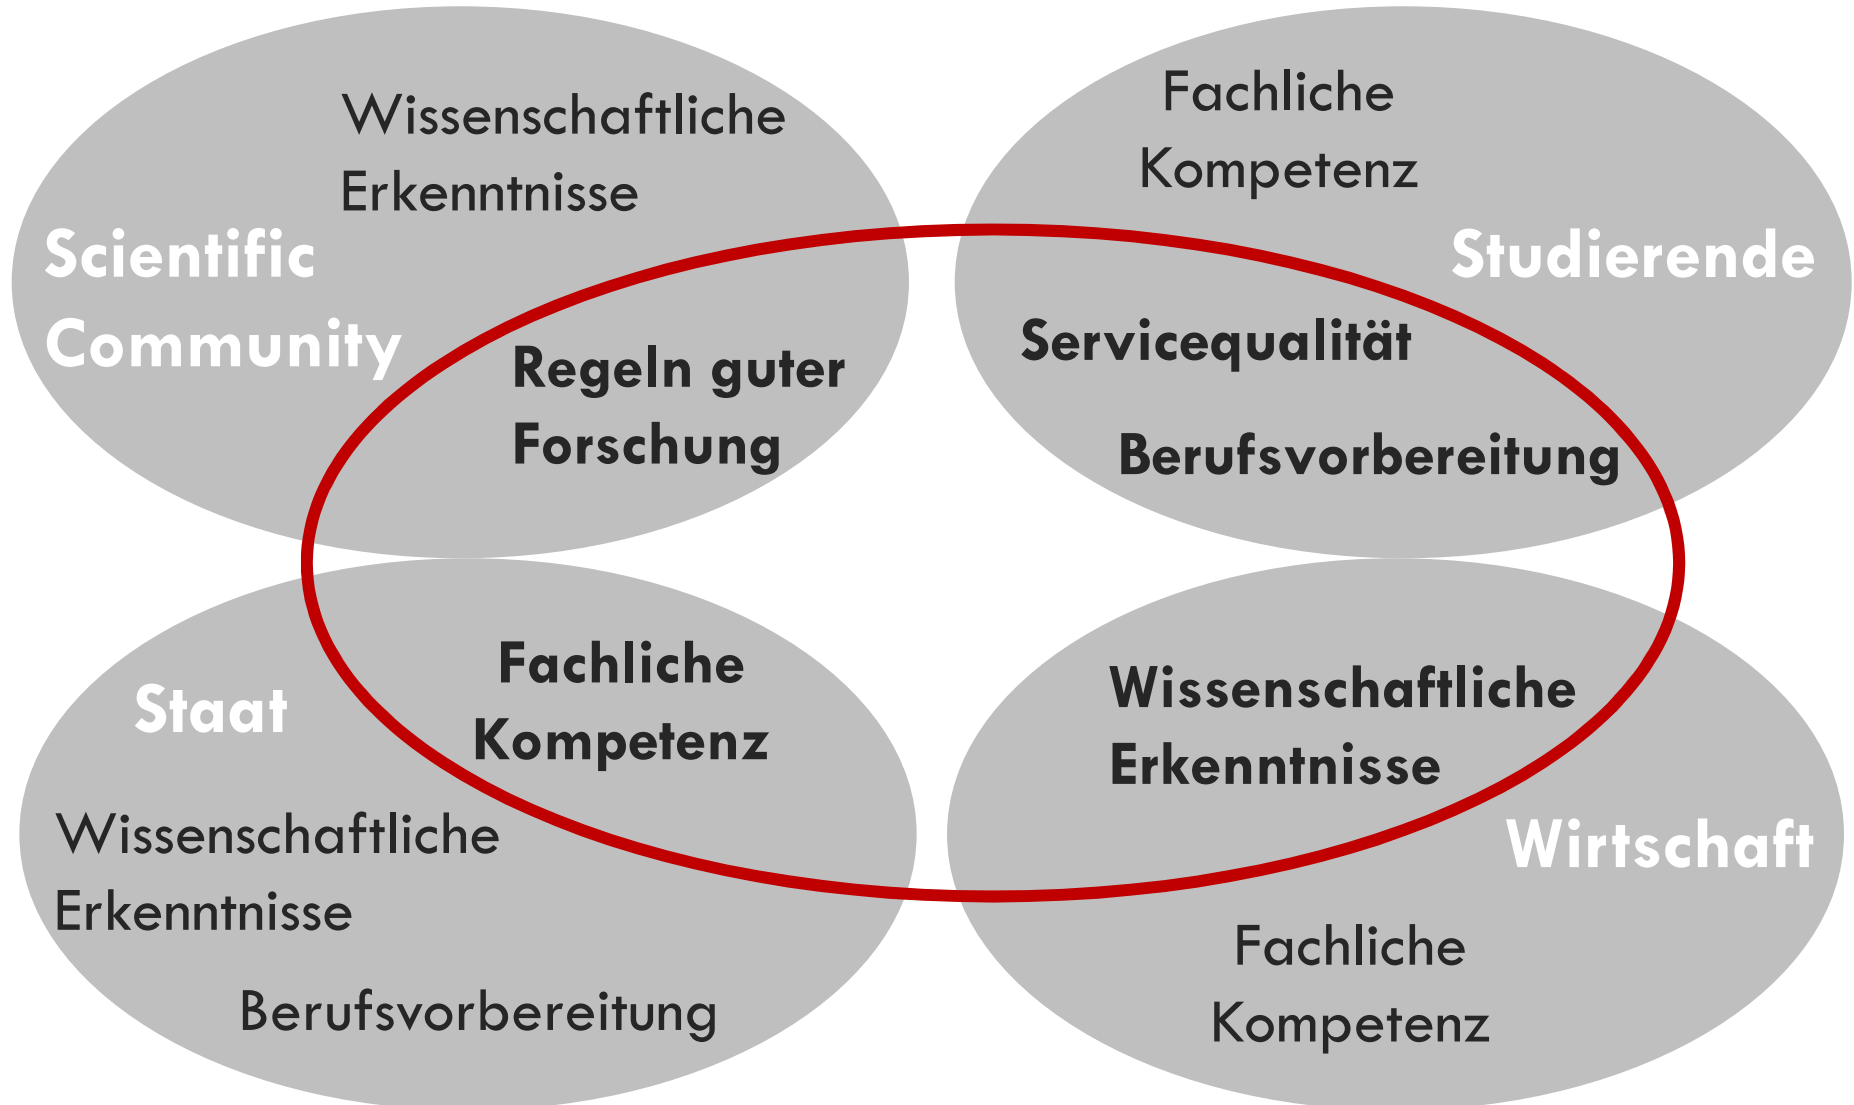 Wissenschaftliche
Erkenntnisse
Scientific
Community
Regeln guter
Forschung
Fachliche
Kompetenz
Studierende
Servicequalität
Berufsvorbereitung
Fachliche
Kompetenz
Staat
Wissenschaftliche
Erkenntnisse
Berufsvorbereitung
Wissenschaftliche
Erkenntnisse
Wirtschaft
Fachliche
Kompetenz